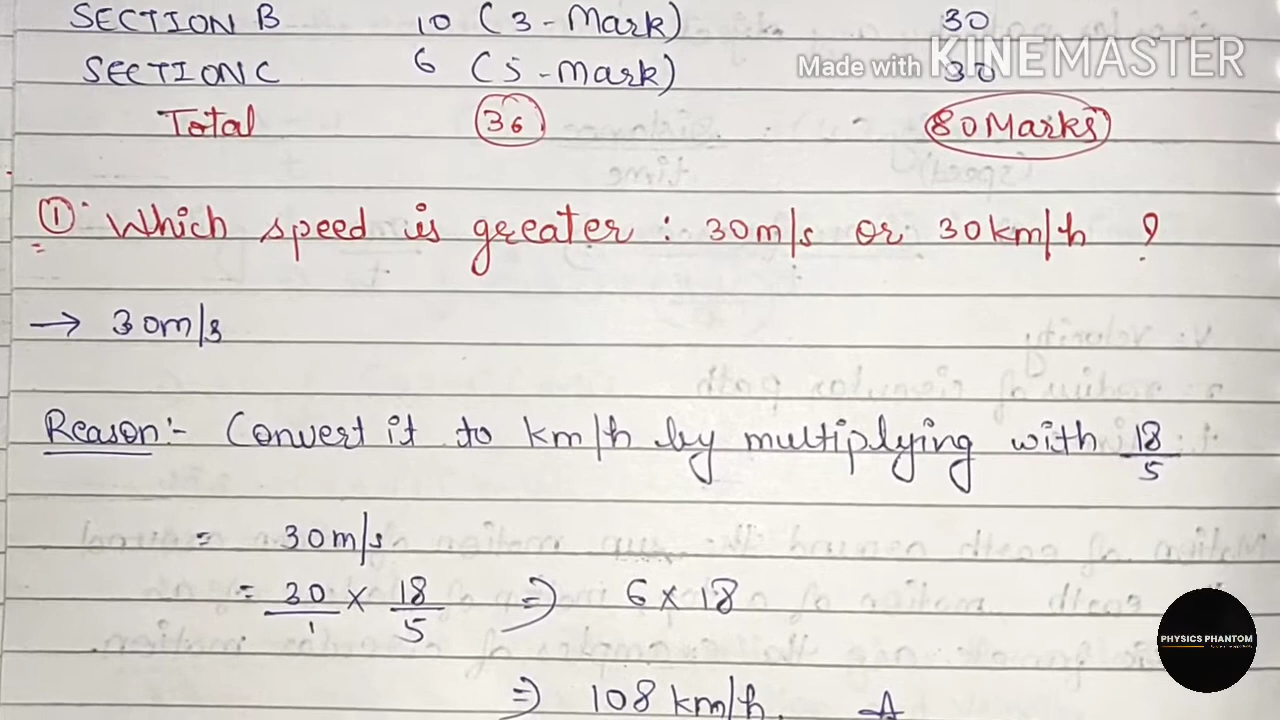 SECTION B 10 (3-Mark) 30
SECTION C 6 (5-Mark) 30
Made with KINEMASTER
Total 36 80 Marks
① Which speed is greater : 30m/s or 30km/h ?
→ 30m/s
Reason:- Convert it to km/h by multiplying with 18/5
= 30m/s
= 30/1 × 18/5 ⇒ 6 × 18
PHYSICS PHANTOM
⇒ 108 km/h.